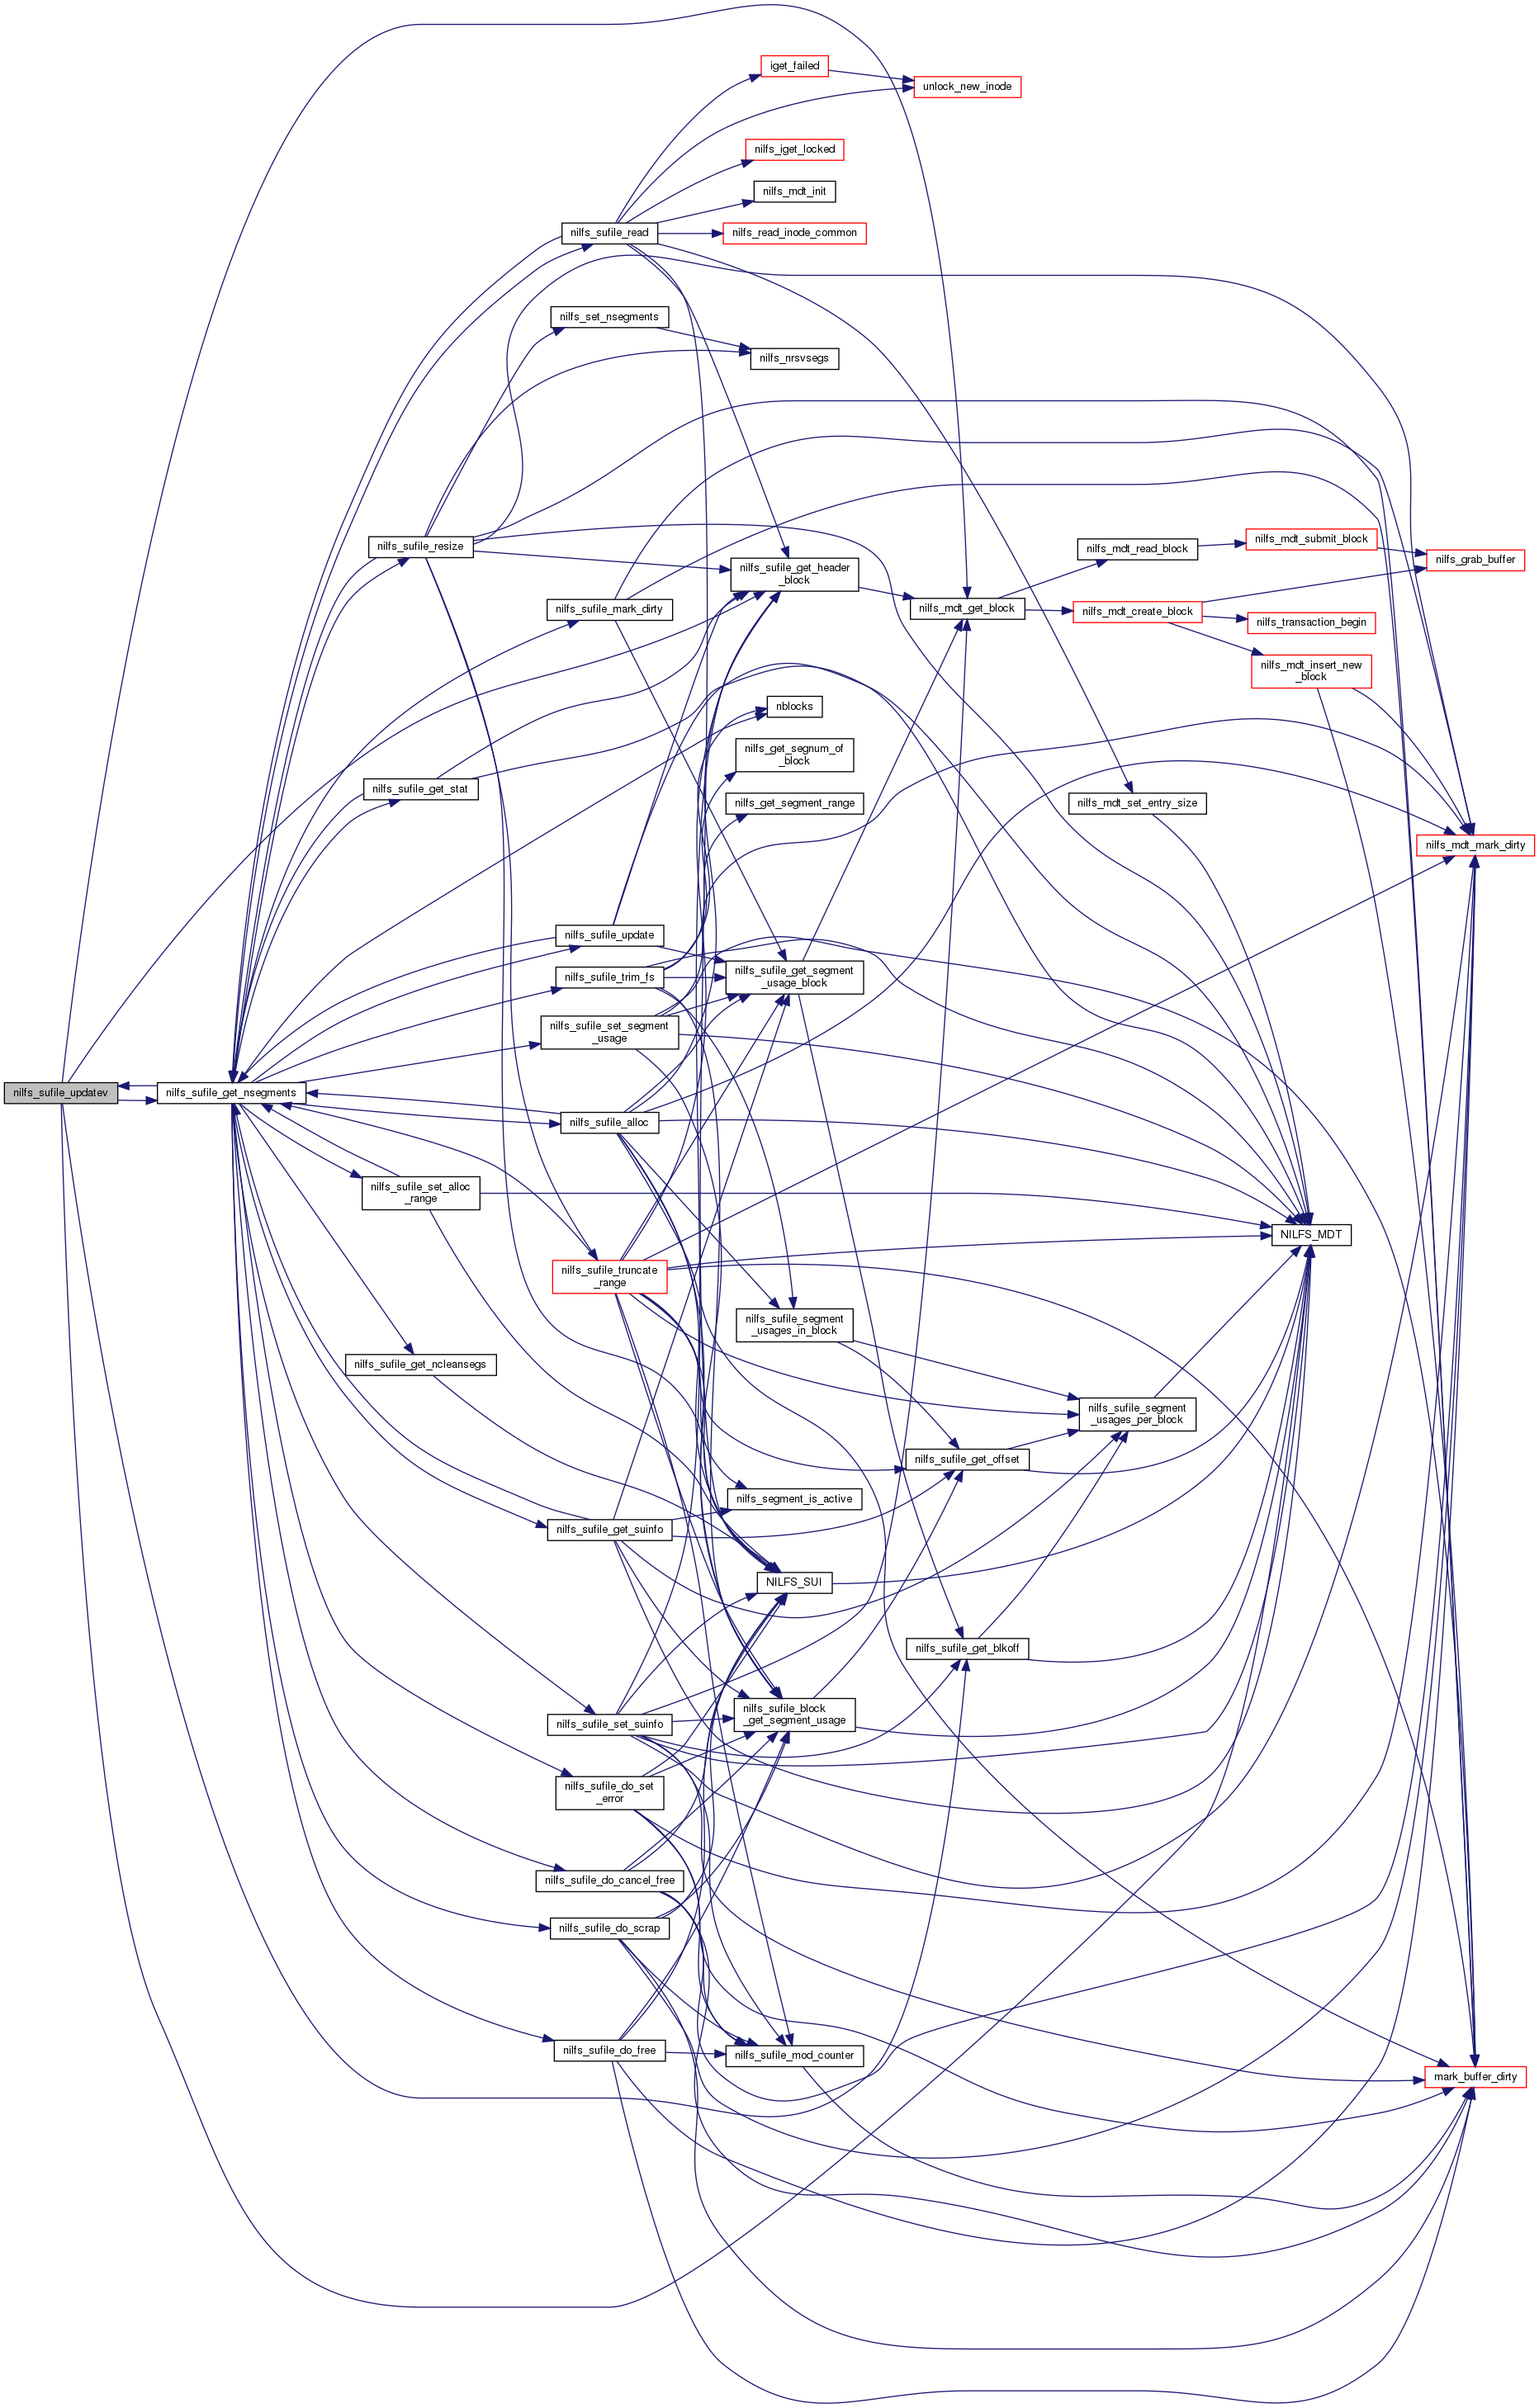 iget_failed
unlock_new_inode
nilfs_iget_locked
nilfs_mdt_init
nilfs_sufile_read
nilfs_read_inode_common
nilfs_set_nsegments
nilfs_nrsvsegs
nilfs_sufile_resize
nilfs_mdt_submit_block
nilfs_mdt_read_block
nilfs_grab_buffer
nilfs_sufile_get_header
_block
nilfs_sufile_mark_dirty
nilfs_mdt_get_block
nilfs_mdt_create_block
nilfs_transaction_begin
nilfs_mdt_insert_new
_block
nblocks
nilfs_get_segnum_of
_block
nilfs_sufile_get_stat
nilfs_get_segment_range
nilfs_mdt_set_entry_size
nilfs_mdt_mark_dirty
nilfs_sufile_update
nilfs_sufile_trim_fs
nilfs_sufile_get_segment
_usage_block
nilfs_sufile_set_segment
_usage
nilfs_sufile_updatev
nilfs_sufile_get_nsegments
nilfs_sufile_alloc
nilfs_sufile_set_alloc
_range
NILFS_MDT
nilfs_sufile_truncate
_range
nilfs_sufile_segment
_usages_in_block
nilfs_sufile_get_ncleansegs
nilfs_sufile_segment
_usages_per_block
nilfs_sufile_get_offset
nilfs_segment_is_active
nilfs_sufile_get_suinfo
NILFS_SUI
nilfs_sufile_get_blkoff
nilfs_sufile_block
_get_segment_usage
nilfs_sufile_set_suinfo
nilfs_sufile_do_set
_error
nilfs_sufile_do_cancel_free
nilfs_sufile_do_scrap
nilfs_sufile_do_free
nilfs_sufile_mod_counter
mark_buffer_dirty